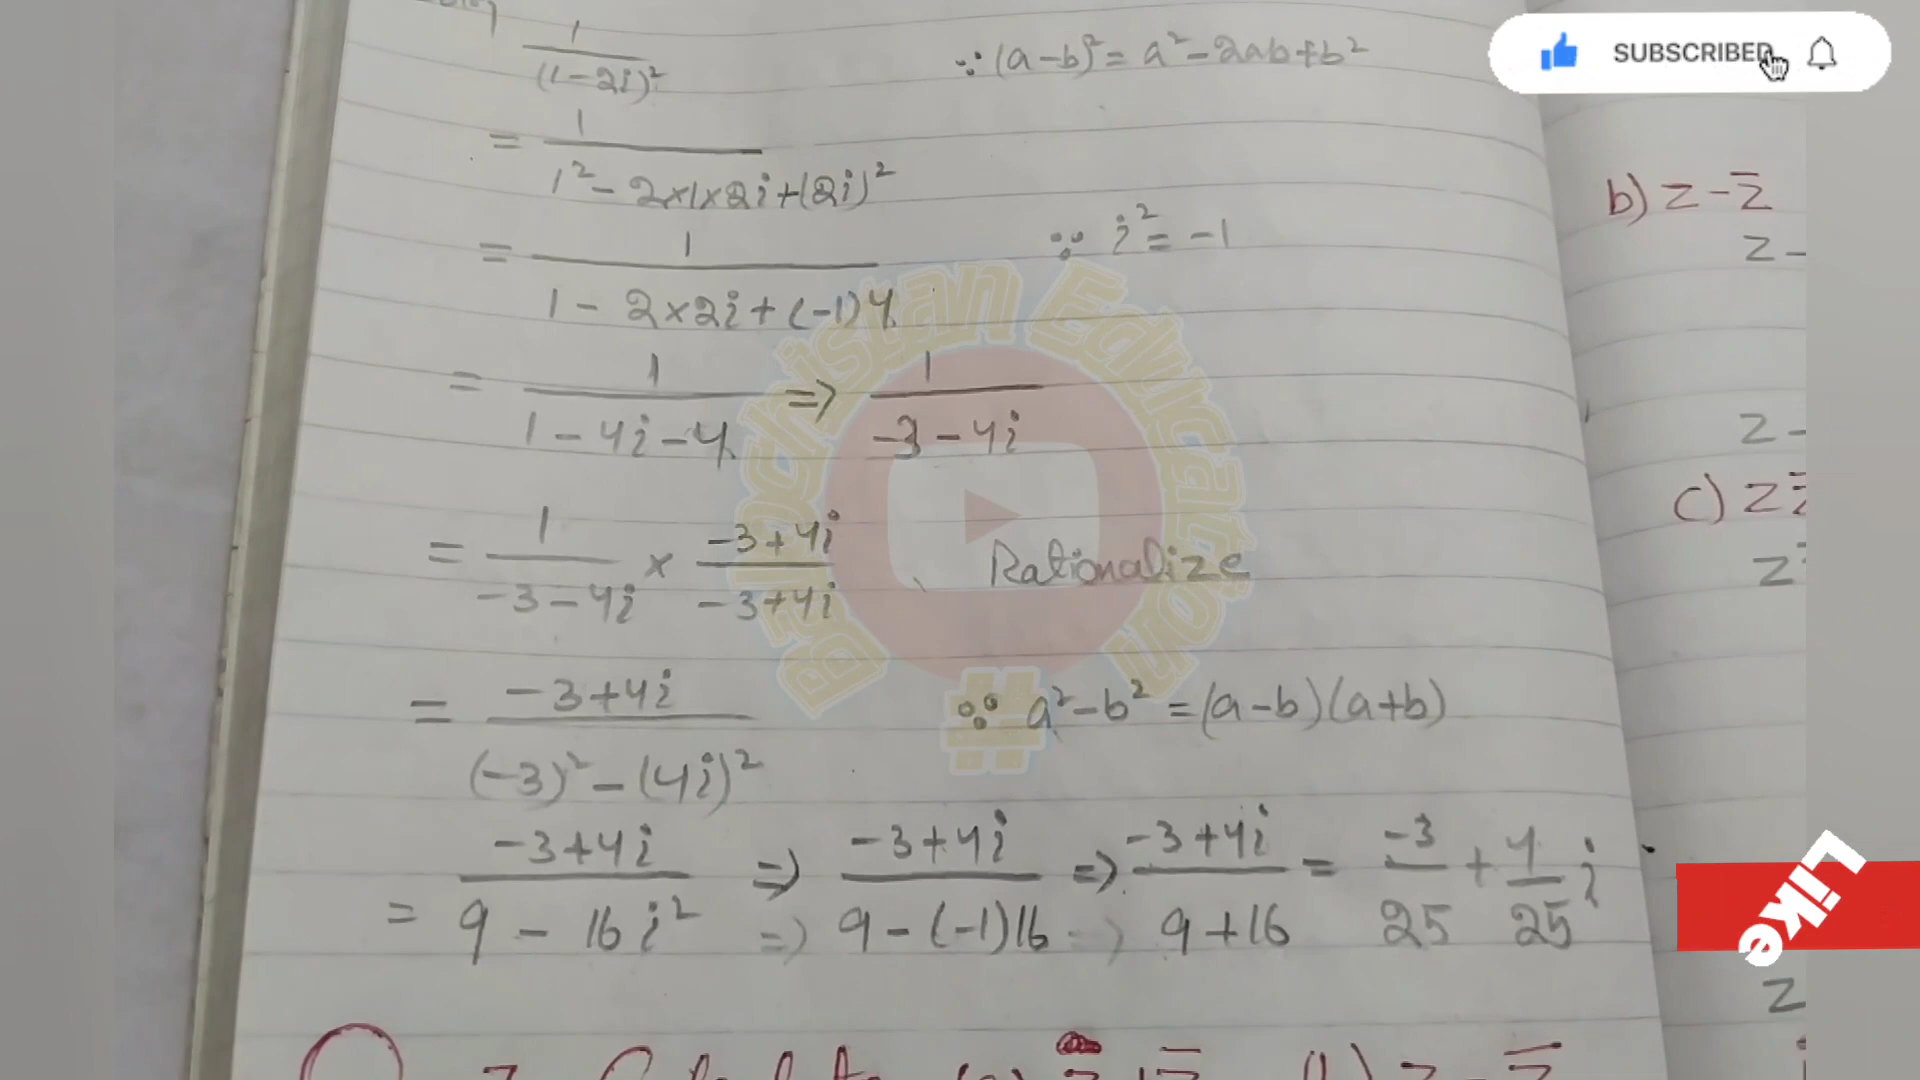 1
(1-2i)²
∵ (a-b)² = a² - 2ab + b²
= 1
1² - 2×1×2i + (2i)²
= 1
1 - 2×2i + (-1)4
∵ i² = -1
= 1 ⇒ 1
1 - 4i - 4   -3 - 4i
= 1 × -3+4i
-3-4i   -3+4i
Rationalize
= -3+4i
(-3)² - (4i)²
∵ a² - b² = (a-b)(a+b)
= -3+4i ⇒ -3+4i ⇒ -3+4i = -3 + 4 i
9 - 16i² ⇒ 9 - (-1)16 ⇒ 9+16   25   25
b) z - z̄
z -
z -
c) z z̄
z
z
(b) z - z̄
SUBSCRIBED
Like
Balochistan Education
#